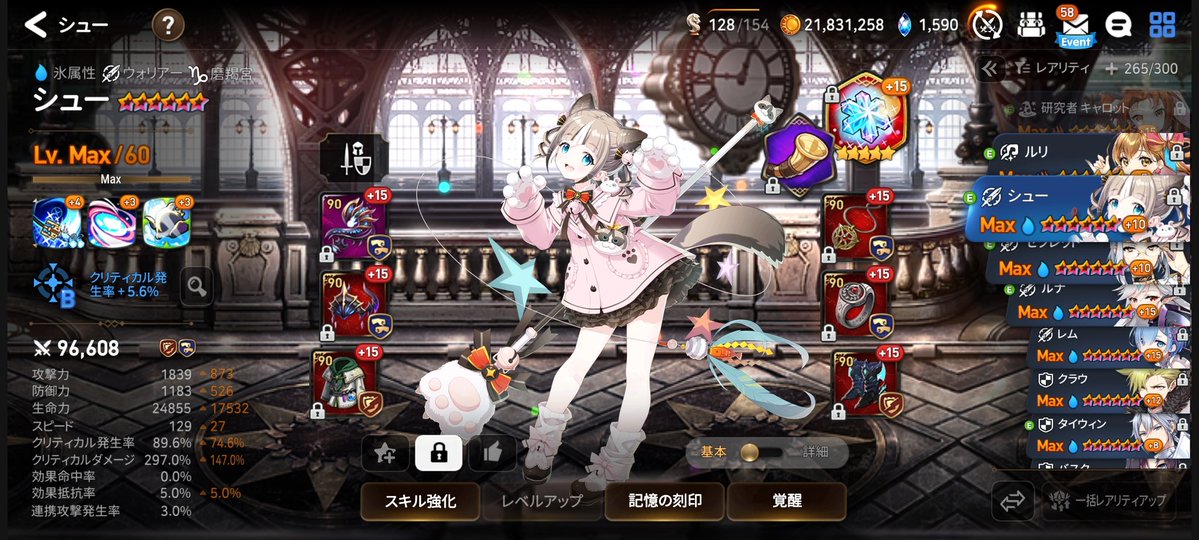 シュー
?
128/154
21,831,258
1,590
58
Event
氷属性 ウォリアー 磨羯宮
シュー
Lv. Max/60
Max
+4 +3 +3
B
クリティカル発
生率 + 5.6%
96,608
攻撃力 1839 873
防御力 1183 526
生命力 24855 17532
スピード 129 27
クリティカル発生率 89.6% 74.6%
クリティカルダメージ 297.0% 147.0%
効果命中率 0.0%
効果抵抗率 5.0% 5.0%
連携攻撃発生率 3.0%
+15
90 +15
90 +15
90 +15
90 +15
90 +15
90 +15
基本 詳細
スキル強化
レベルアップ
記憶の刻印
覚醒
レアリティ + 265/300
研究者 キャロット
Max +15
E ルリ
Max +15
E シュー
Max +10
Max +10
E ルナ
Max +15
レム
Max +15
クラウ
Max +12
E タイウィン
Max +8
一括レアリティアップ